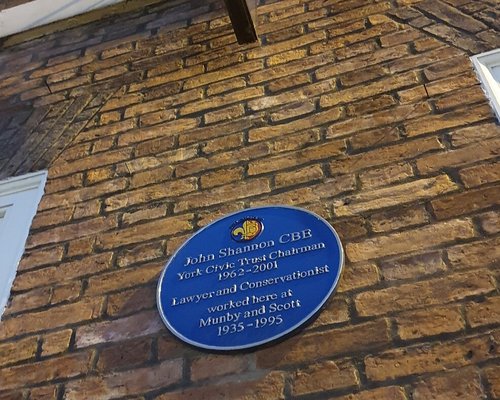 John Shannon CBE
York Civic Trust Chairman
1962-2001
Lawyer and Conservationist
worked here at
Munby and Scott
1935-1995